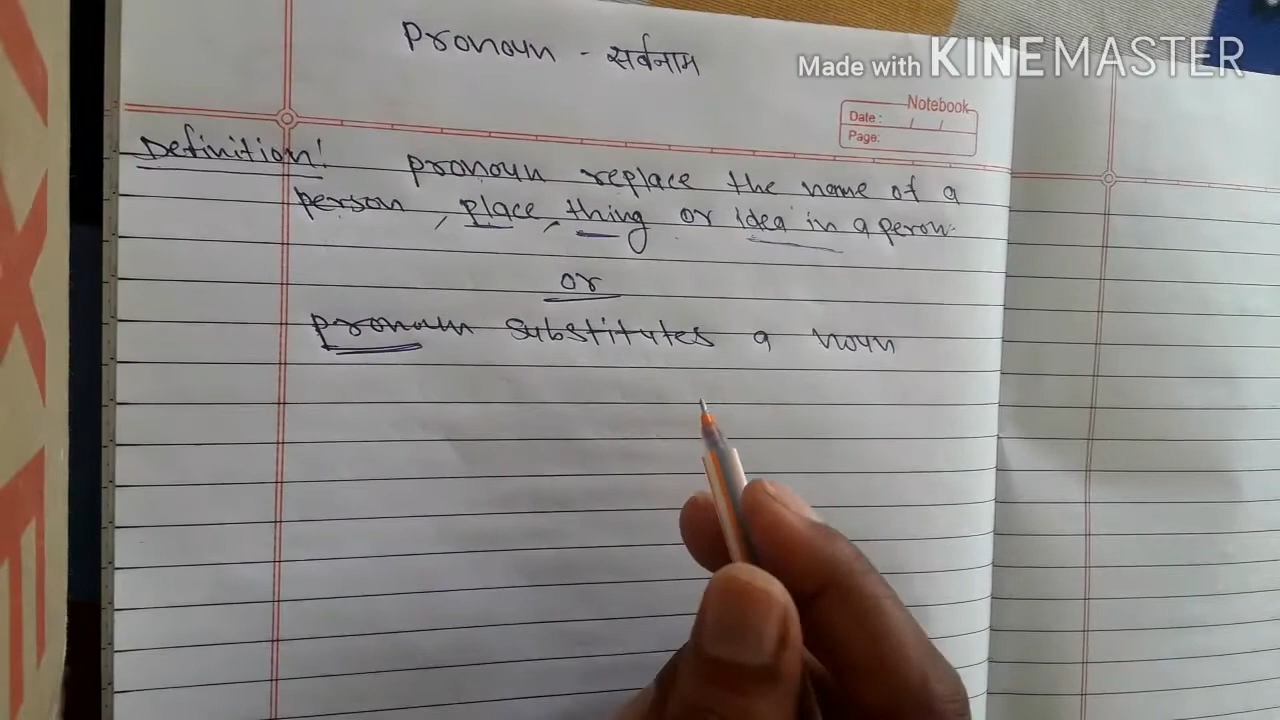 Pronoun - सर्वनाम
Made with KINEMASTER
Notebook
Date: / /
Page:
Definition! pronoun replace the name of a
person, place, thing or idea in a peron.
or
pronoun substitutes a noun